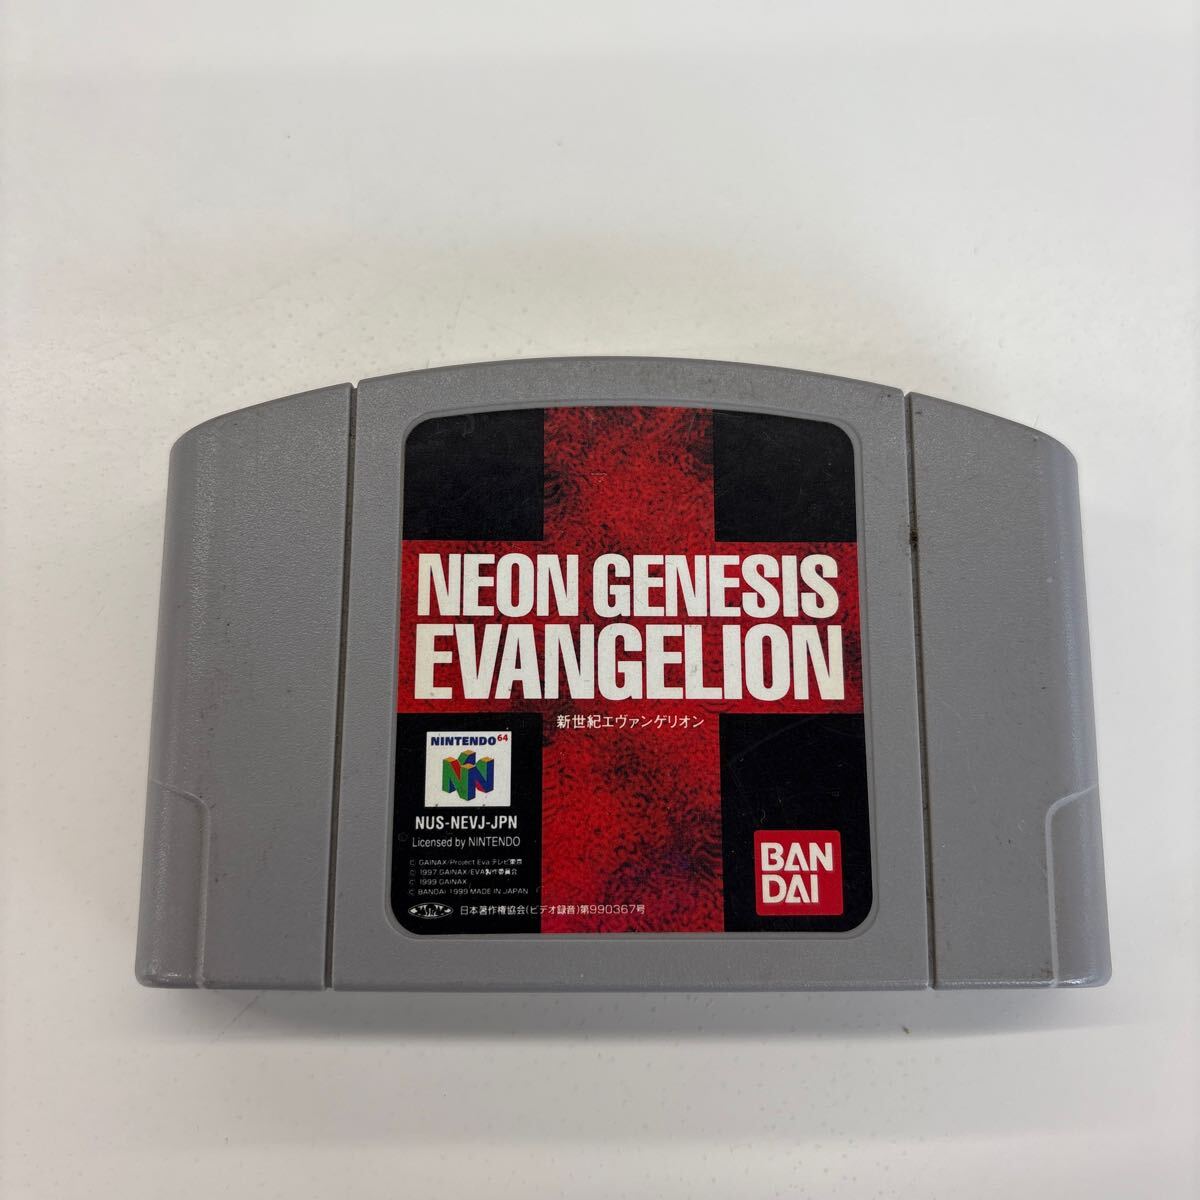 NEON GENESIS
EVANGELION
新世紀エヴァンゲリオン
NINTENDO 64
NUS-NEVJ-JPN
Licensed by NINTENDO
© GAINAX/Project Eva テレビ東京
© 1997 GAINAX/EVA製作委員会
© 1999 GAINAX
© BANDAI 1999 MADE IN JAPAN
日本著作権協会(ビデオ録音)第990367号
BAN
DAI